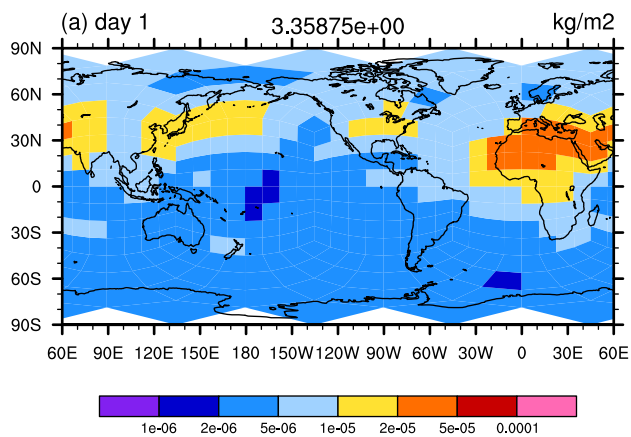 (a) day 1 3.35875e+00 kg/m2
90N
60N
30N
0
30S
60S
90S
60E 90E 120E 150E 180 150W 120W 90W 60W 30W 0 30E 60E
1e-06 2e-06 5e-06 1e-05 2e-05 5e-05 0.0001